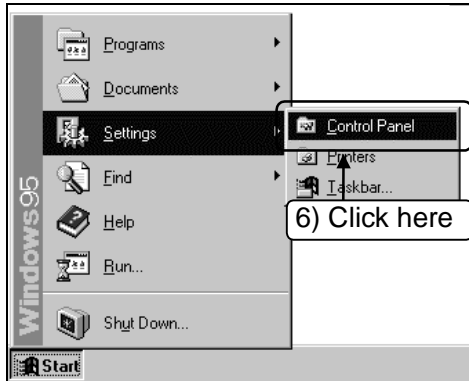 Programs
Documents
Settings
Find
Help
Run...
Shut Down...
Windows95
Start
Control Panel
Printers
Taskbar...
6) Click here